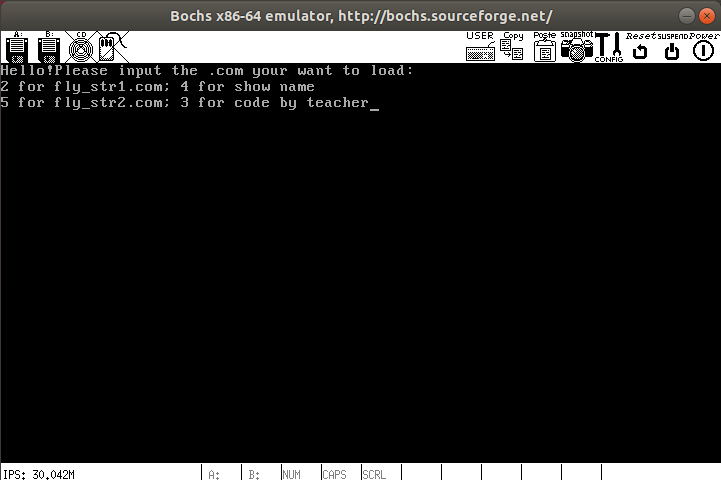 Bochs x86-64 emulator, http://bochs.sourceforge.net/
A: B: CD USER Copy Paste Snapshot CONFIG Reset SUSPEND Power
Hello!Please input the .com your want to load:
2 for fly_str1.com; 4 for show name
5 for fly_str2.com; 3 for code by teacher_
IPS: 30.042M A: B: NUM CAPS SCRL